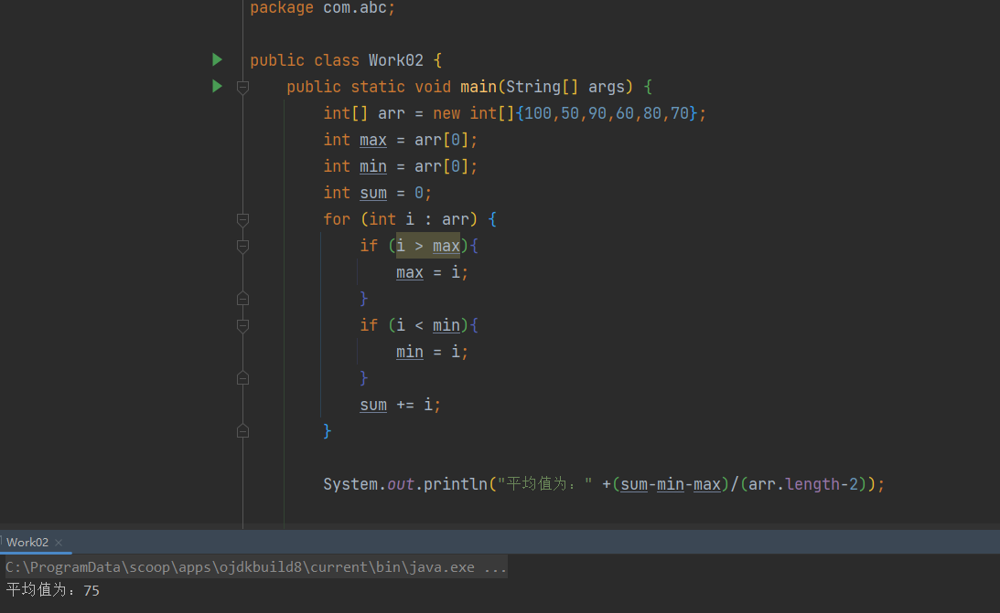 package com.abc;
public class Work02 {
public static void main(String[] args) {
int[] arr = new int[]{100,50,90,60,80,70};
int max = arr[0];
int min = arr[0];
int sum = 0;
for (int i : arr) {
if (i > max){
max = i;
}
if (i < min){
min = i;
}
sum += i;
}
System.out.println("平均值为：" +(sum-min-max)/(arr.length-2));
Work02 ×
C:\ProgramData\scoop\apps\ojdkbuild8\current\bin\java.exe ...
平均值为：75